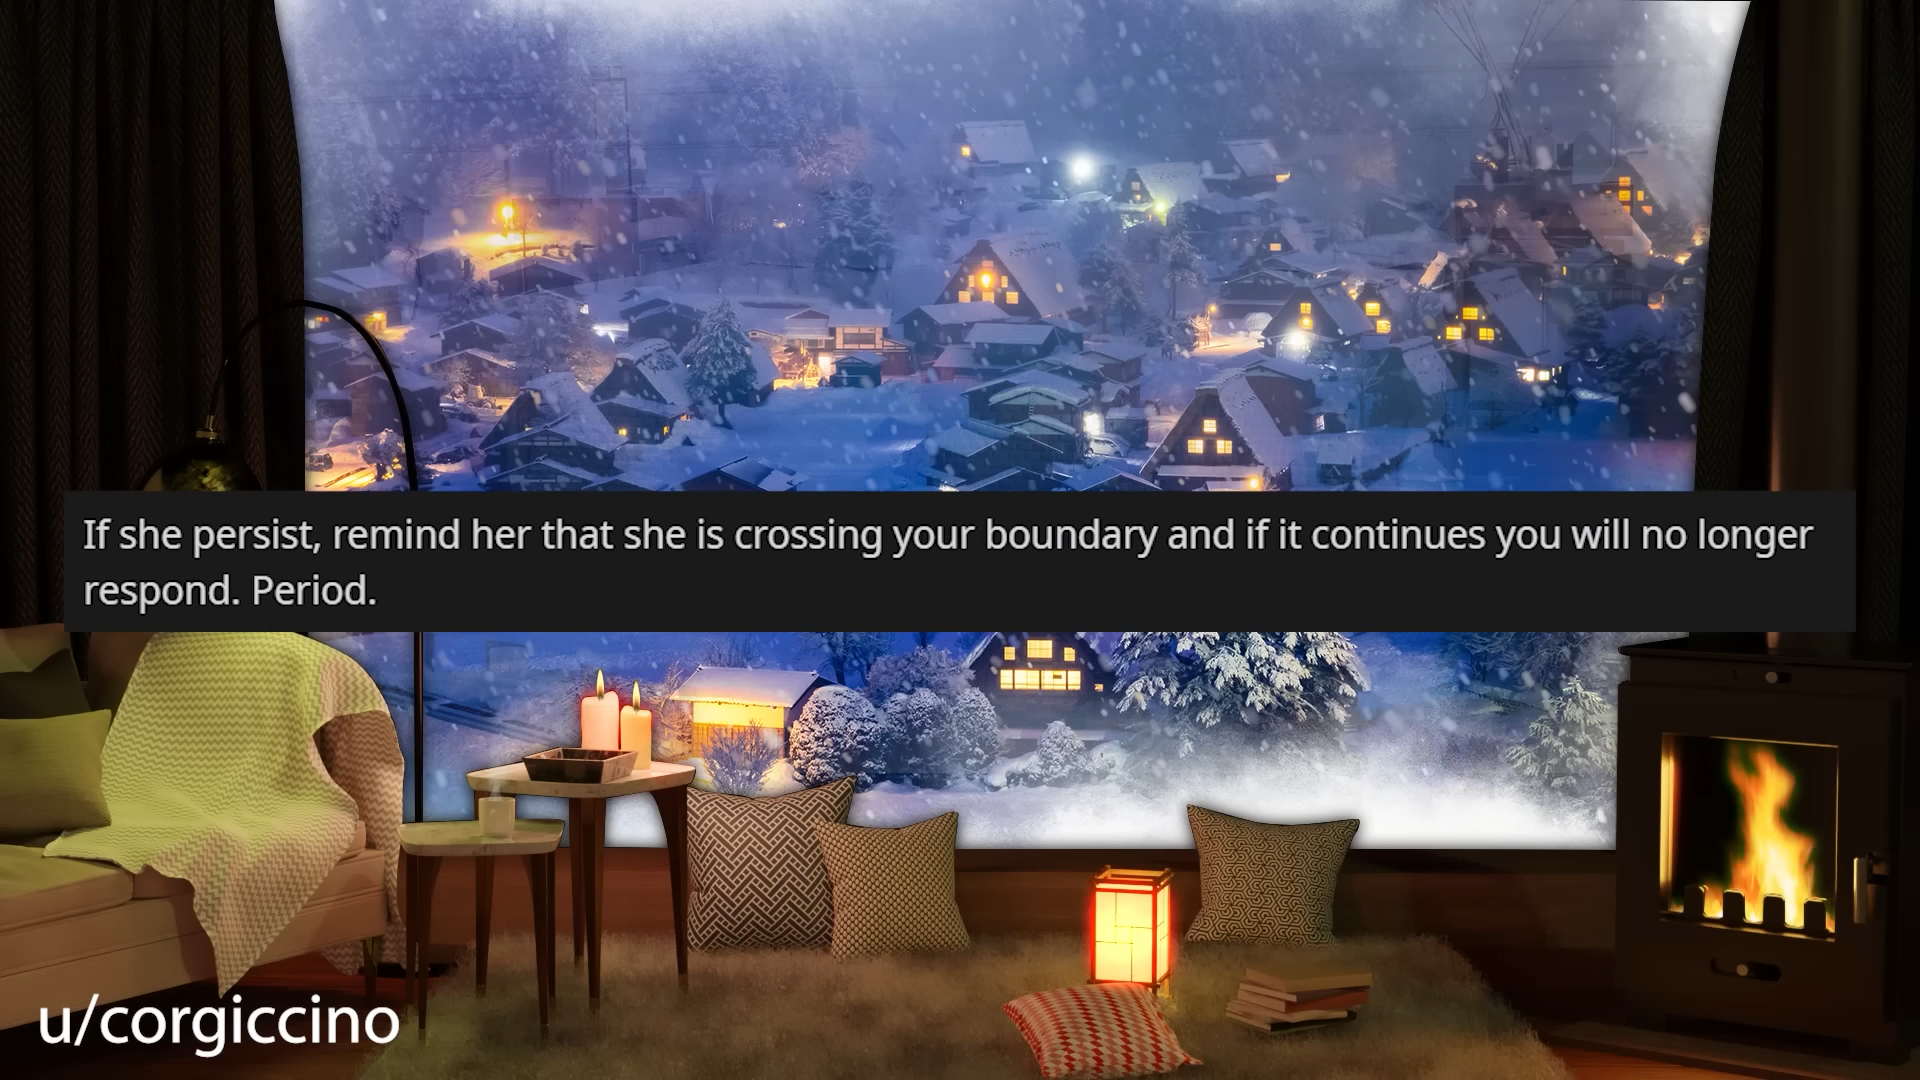 If she persist, remind her that she is crossing your boundary and if it continues you will no longer
respond. Period.
u/corgiccino